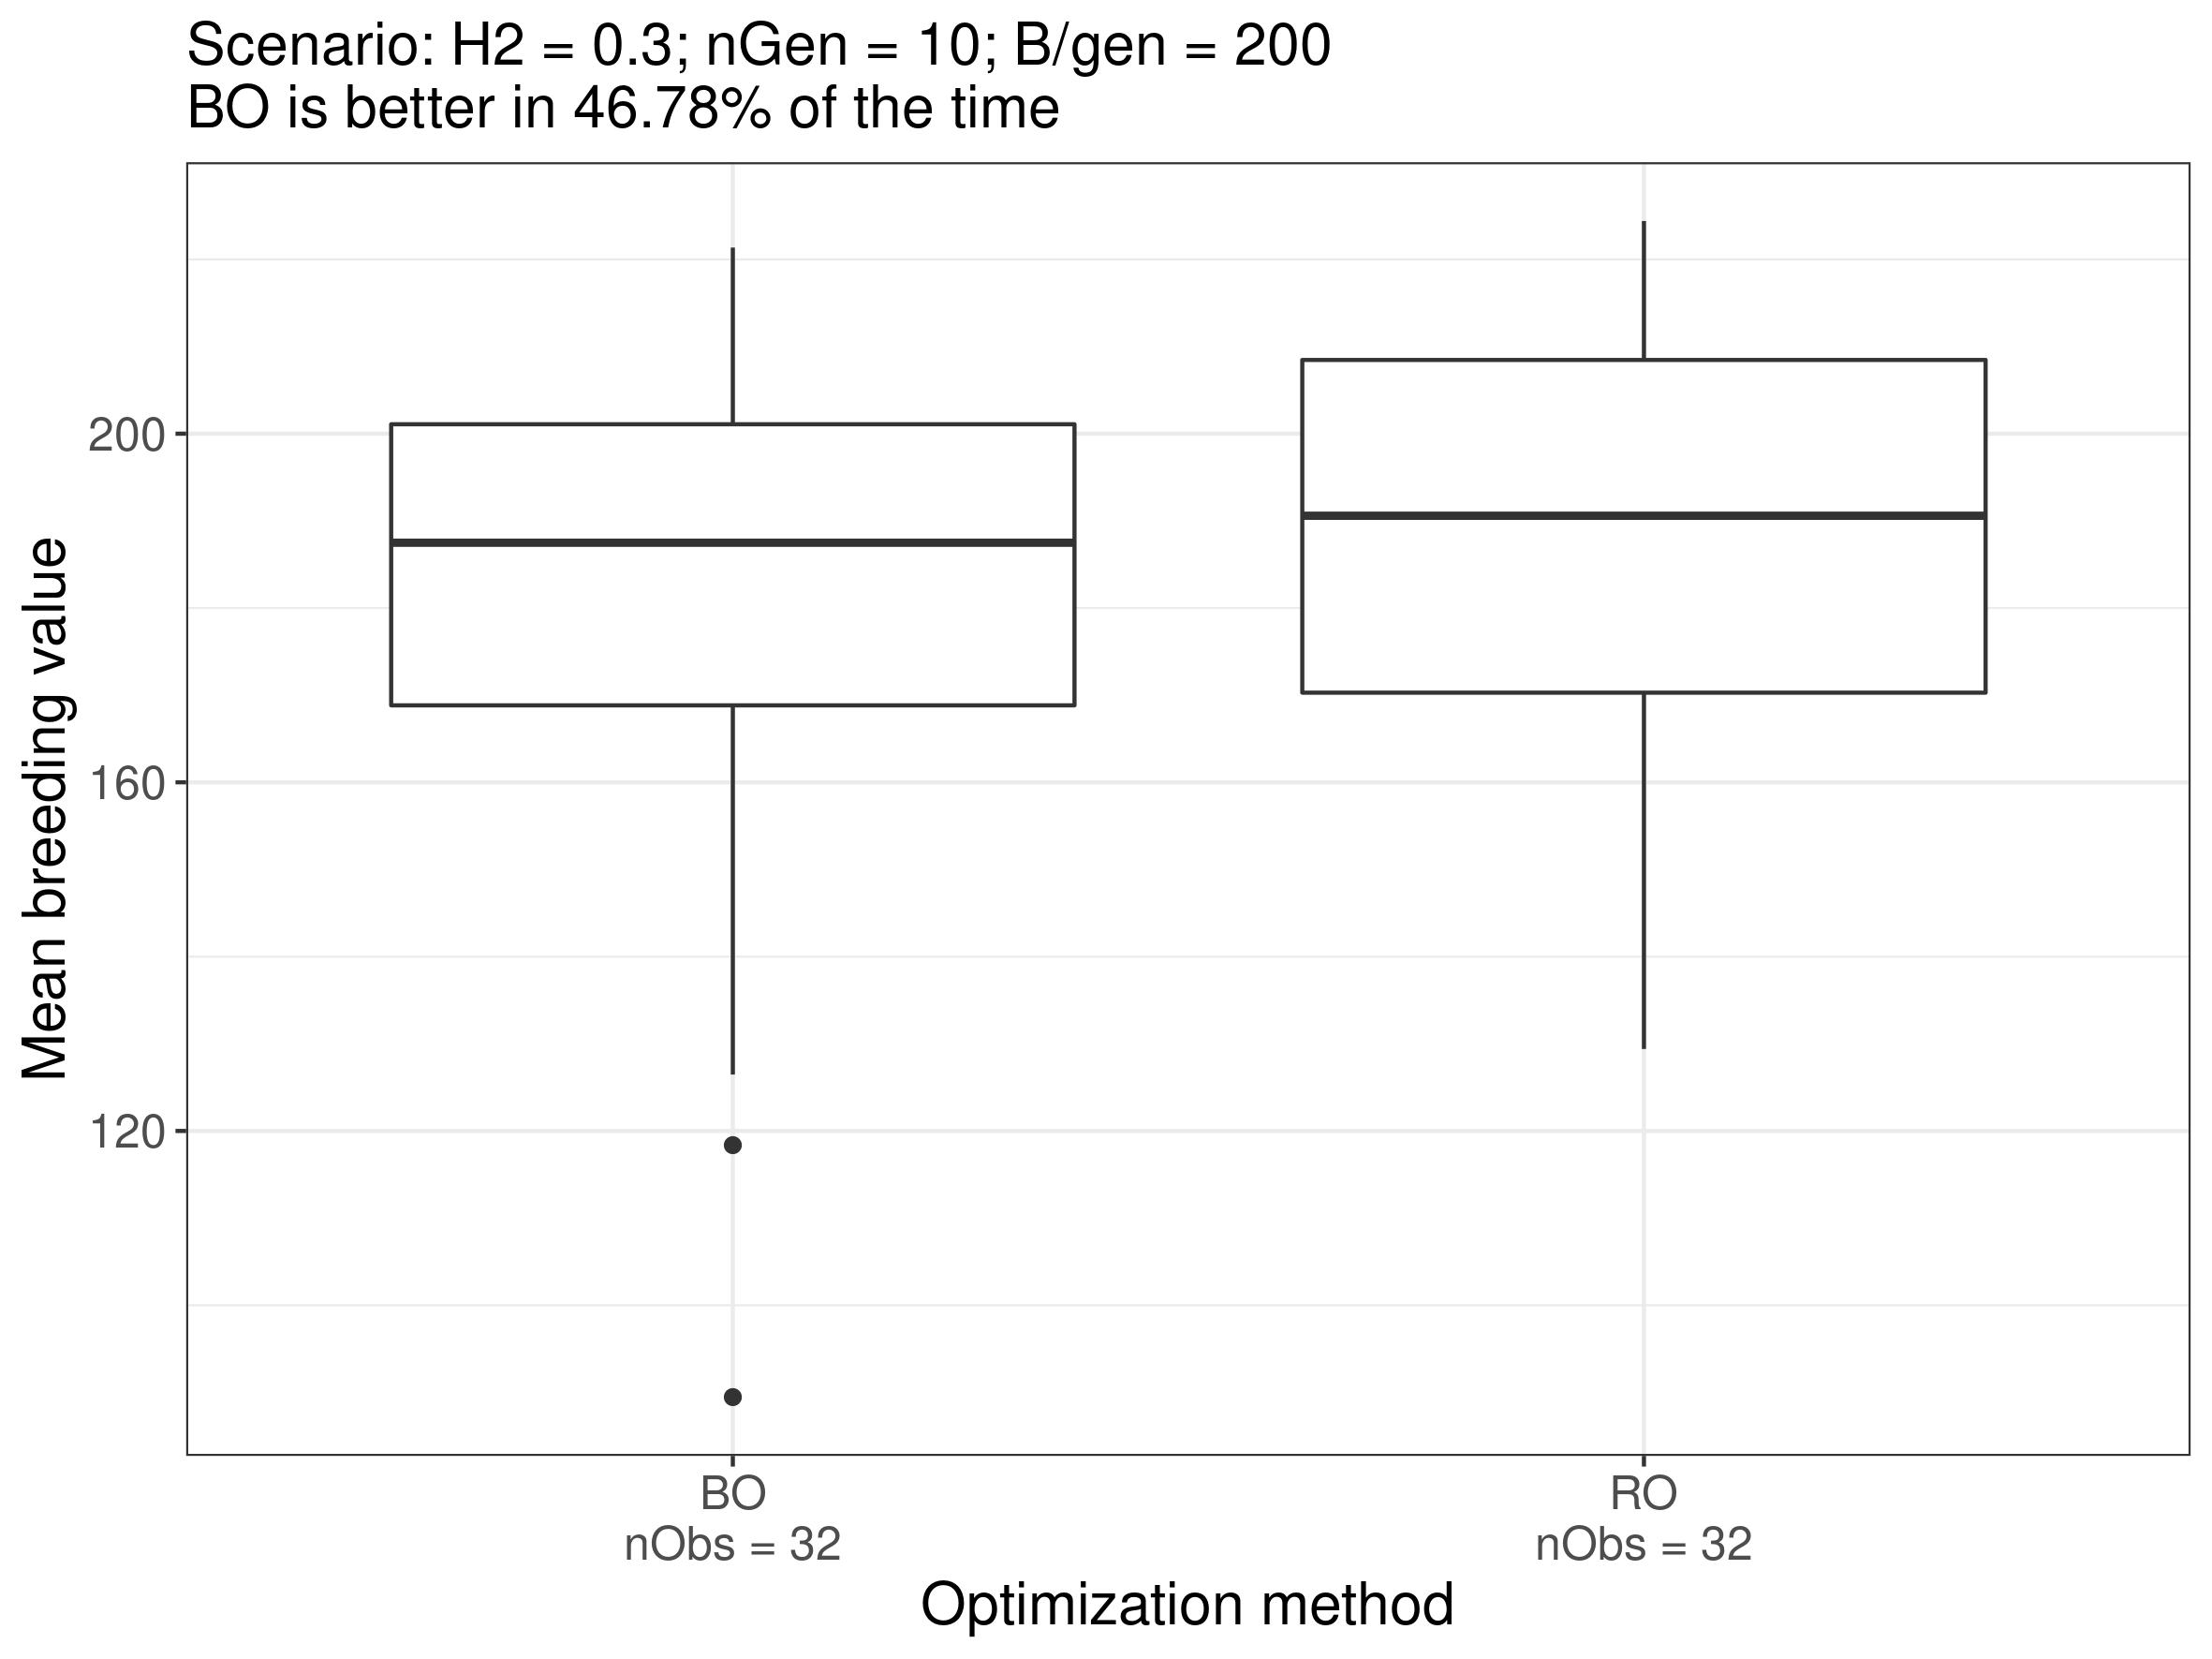 Scenario: H2 = 0.3; nGen = 10; B/gen = 200
BO is better in 46.78% of the time
Mean breeding value
200
160
120
BO
nObs = 32
RO
nObs = 32
Optimization method